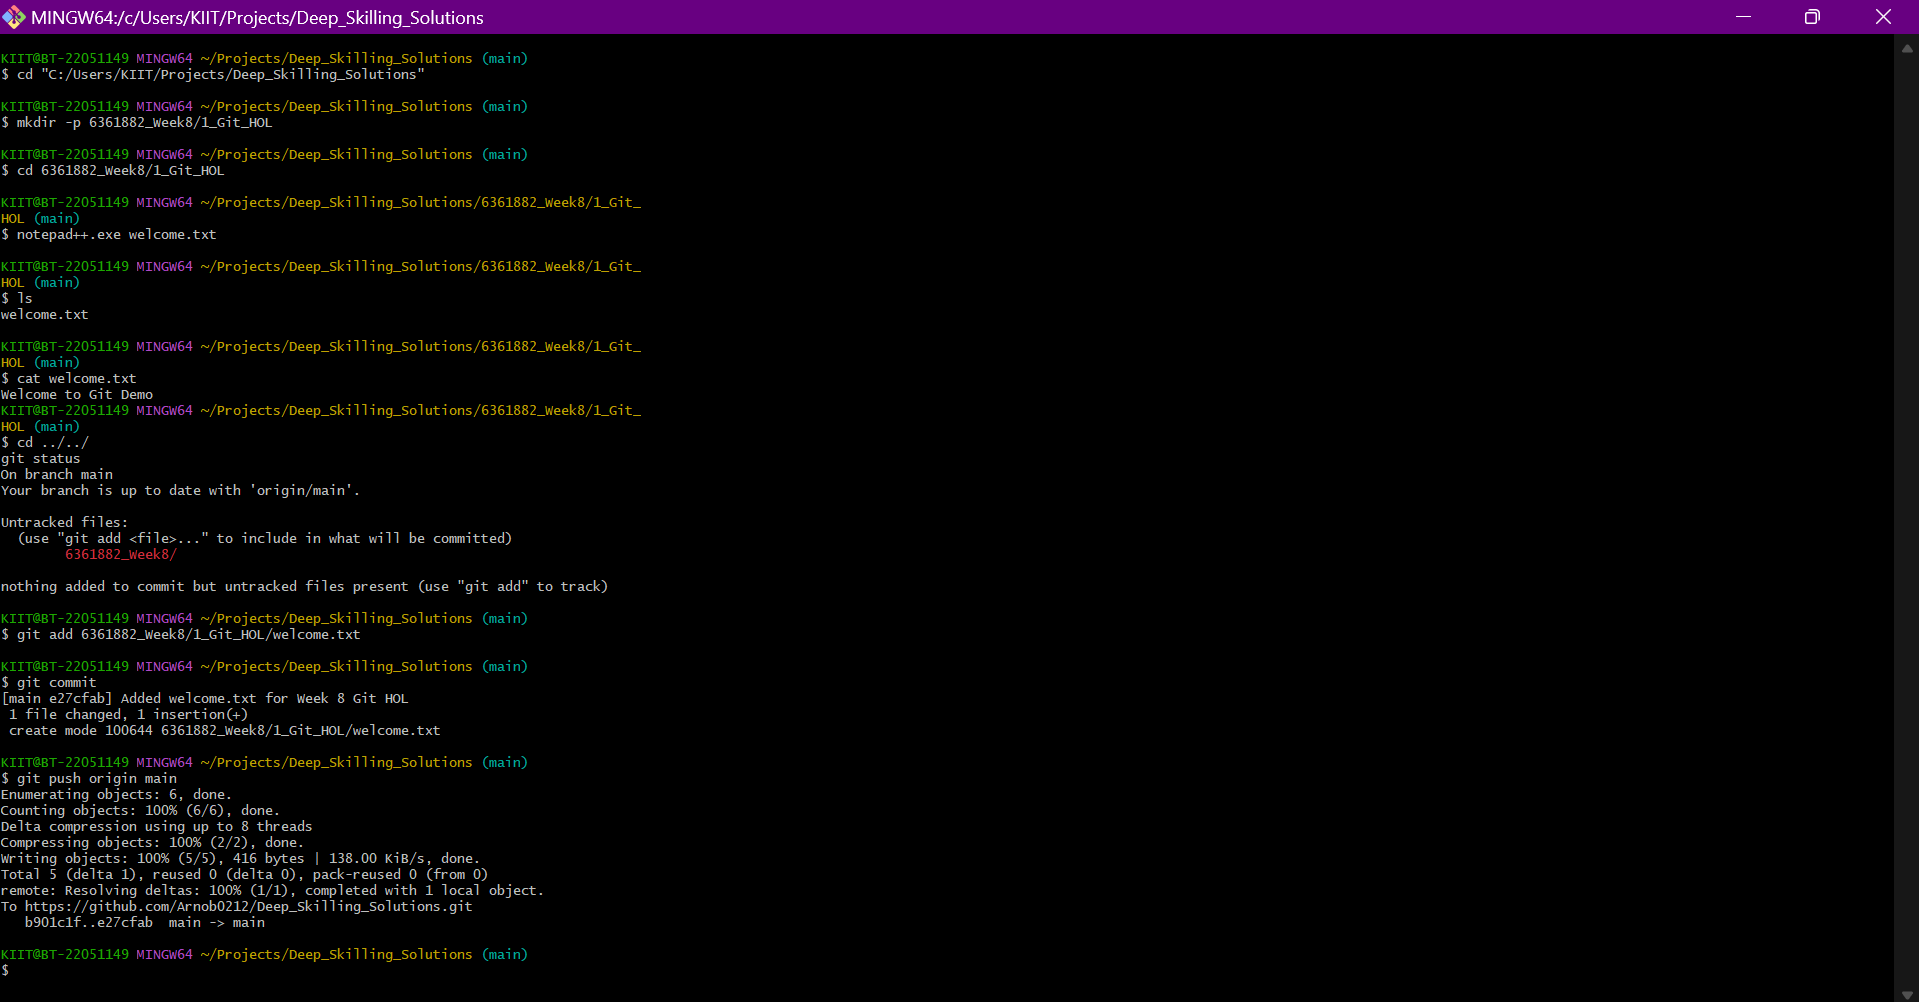 MINGW64:/c/Users/KIIT/Projects/Deep_Skilling_Solutions
KIIT@BT-22051149 MINGW64 ~/Projects/Deep_Skilling_Solutions (main)
$ cd "C:/Users/KIIT/Projects/Deep_Skilling_Solutions"
KIIT@BT-22051149 MINGW64 ~/Projects/Deep_Skilling_Solutions (main)
$ mkdir -p 6361882_Week8/1_Git_HOL
KIIT@BT-22051149 MINGW64 ~/Projects/Deep_Skilling_Solutions (main)
$ cd 6361882_Week8/1_Git_HOL
KIIT@BT-22051149 MINGW64 ~/Projects/Deep_Skilling_Solutions/6361882_Week8/1_Git_
HOL (main)
$ notepad++.exe welcome.txt
KIIT@BT-22051149 MINGW64 ~/Projects/Deep_Skilling_Solutions/6361882_Week8/1_Git_
HOL (main)
$ ls
welcome.txt
KIIT@BT-22051149 MINGW64 ~/Projects/Deep_Skilling_Solutions/6361882_Week8/1_Git_
HOL (main)
$ cat welcome.txt
Welcome to Git Demo
KIIT@BT-22051149 MINGW64 ~/Projects/Deep_Skilling_Solutions/6361882_Week8/1_Git_
HOL (main)
$ cd ../../
git status
On branch main
Your branch is up to date with 'origin/main'.
Untracked files:
  (use "git add <file>..." to include in what will be committed)
        6361882_Week8/
nothing added to commit but untracked files present (use "git add" to track)
KIIT@BT-22051149 MINGW64 ~/Projects/Deep_Skilling_Solutions (main)
$ git add 6361882_Week8/1_Git_HOL/welcome.txt
KIIT@BT-22051149 MINGW64 ~/Projects/Deep_Skilling_Solutions (main)
$ git commit
[main e27cfab] Added welcome.txt for Week 8 Git HOL
 1 file changed, 1 insertion(+)
 create mode 100644 6361882_Week8/1_Git_HOL/welcome.txt
KIIT@BT-22051149 MINGW64 ~/Projects/Deep_Skilling_Solutions (main)
$ git push origin main
Enumerating objects: 6, done.
Counting objects: 100% (6/6), done.
Delta compression using up to 8 threads
Compressing objects: 100% (2/2), done.
Writing objects: 100% (5/5), 416 bytes | 138.00 KiB/s, done.
Total 5 (delta 1), reused 0 (delta 0), pack-reused 0 (from 0)
remote: Resolving deltas: 100% (1/1), completed with 1 local object.
To https://github.com/Arnob0212/Deep_Skilling_Solutions.git
   b901c1f..e27cfab  main -> main
KIIT@BT-22051149 MINGW64 ~/Projects/Deep_Skilling_Solutions (main)
$